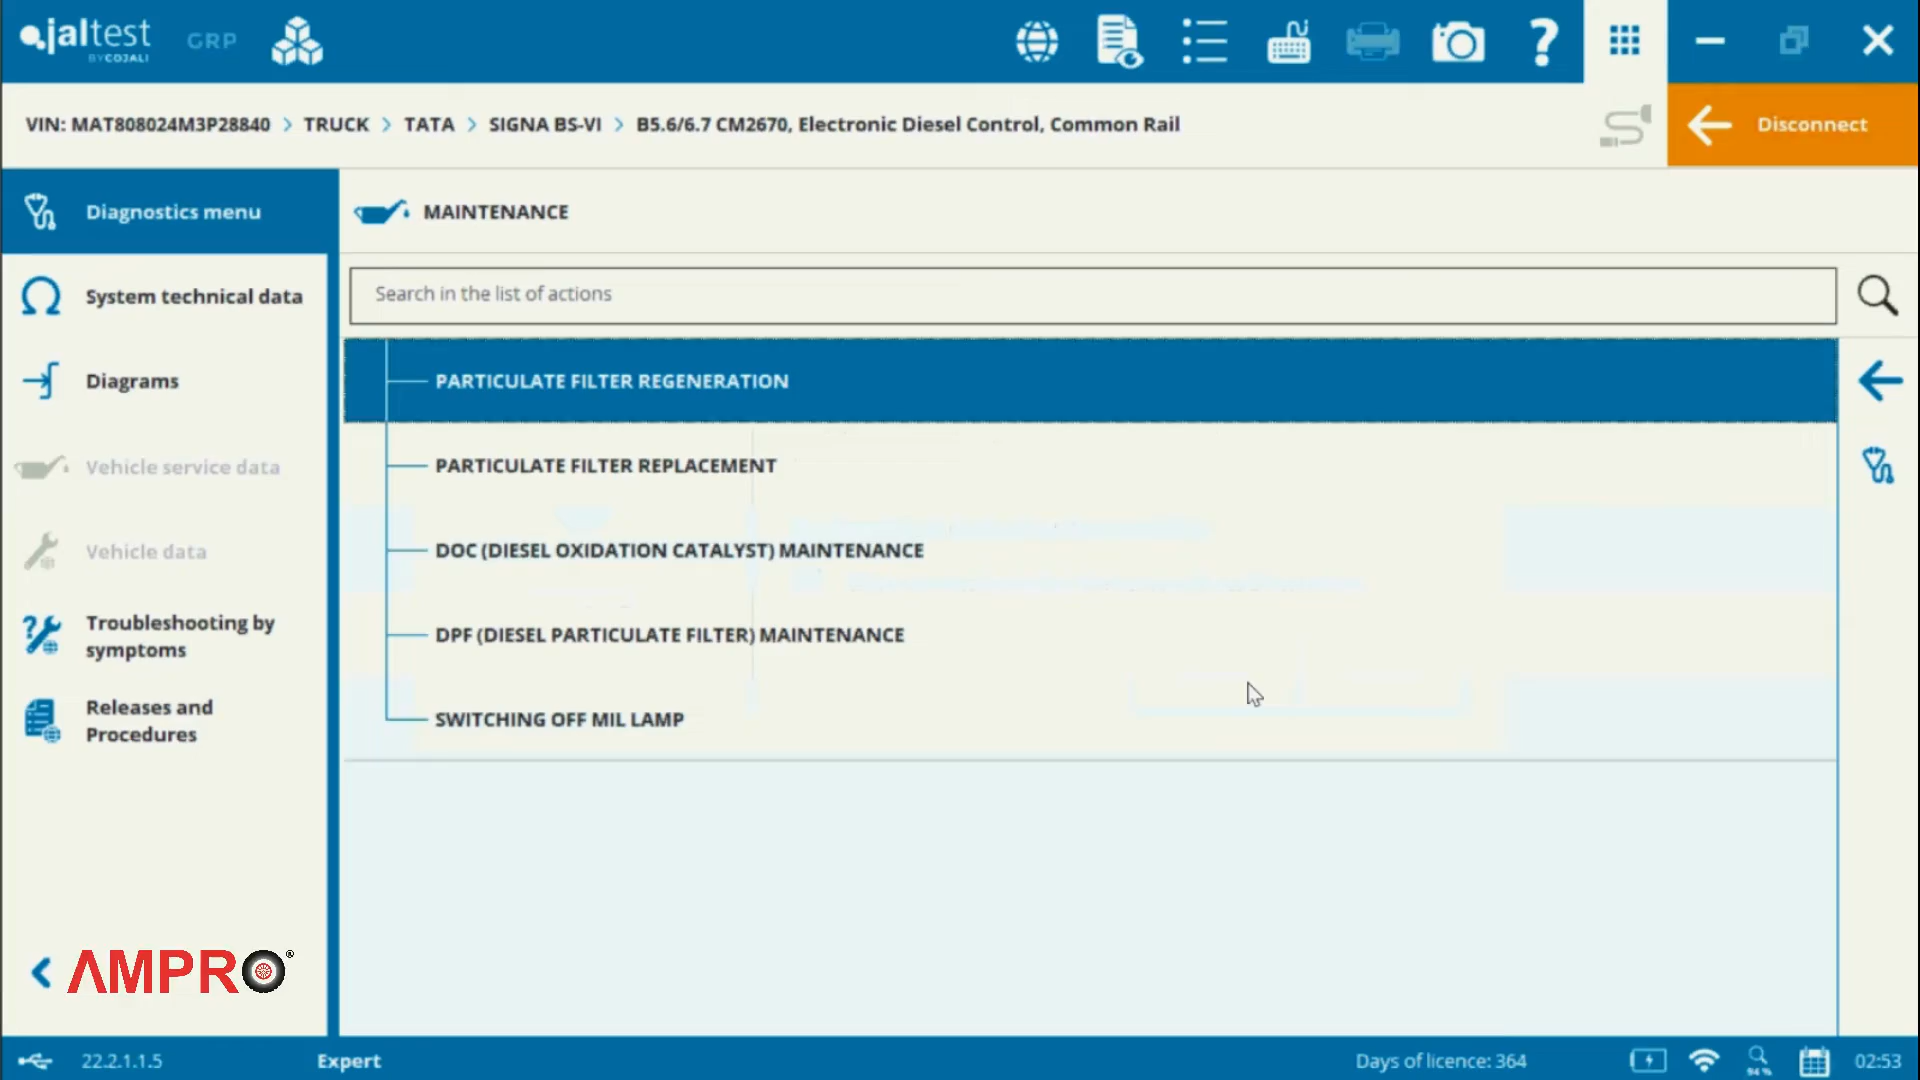 jaltest
BY COJALI
GRP
VIN: MAT808024M3P28840 > TRUCK > TATA > SIGNA BS-VI > B5.6/6.7 CM2670, Electronic Diesel Control, Common Rail
Disconnect
Diagnostics menu
System technical data
Diagrams
Vehicle service data
Vehicle data
Troubleshooting by
symptoms
Releases and
Procedures
MAINTENANCE
Search in the list of actions
PARTICULATE FILTER REGENERATION
PARTICULATE FILTER REPLACEMENT
DOC (DIESEL OXIDATION CATALYST) MAINTENANCE
DPF (DIESEL PARTICULATE FILTER) MAINTENANCE
SWITCHING OFF MIL LAMP
AMPRO®
22.2.1.1.5
Expert
Days of licence: 364
94 %
02:53